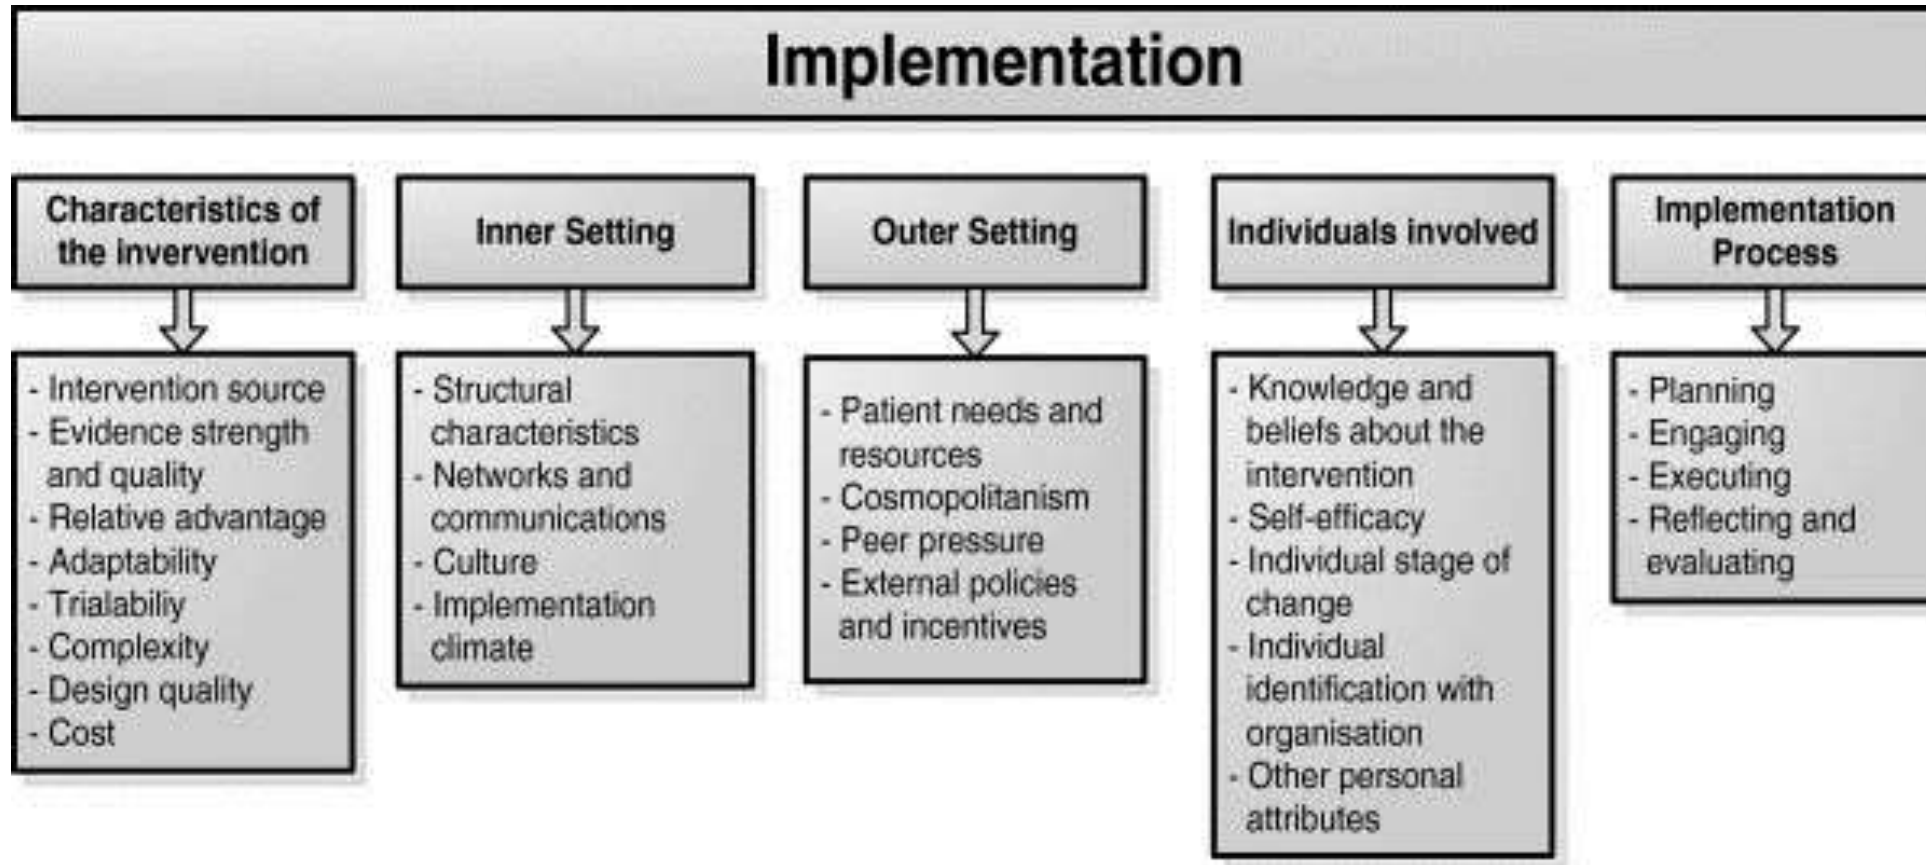 Implementation
Characteristics of
the invervention
- Intervention source
- Evidence strength
and quality
- Relative advantage
- Adaptability
- Trialabiliy
- Complexity
- Design quality
- Cost
Inner Setting
- Structural
characteristics
- Networks and
communications
- Culture
- Implementation
climate
Outer Setting
- Patient needs and
resources
- Cosmopolitanism
- Peer pressure
- External policies
and incentives
Individuals involved
- Knowledge and
beliefs about the
intervention
- Self-efficacy
- Individual stage of
change
- Individual
identification with
organisation
- Other personal
attributes
Implementation
Process
- Planning
- Engaging
- Executing
- Reflecting and
evaluating